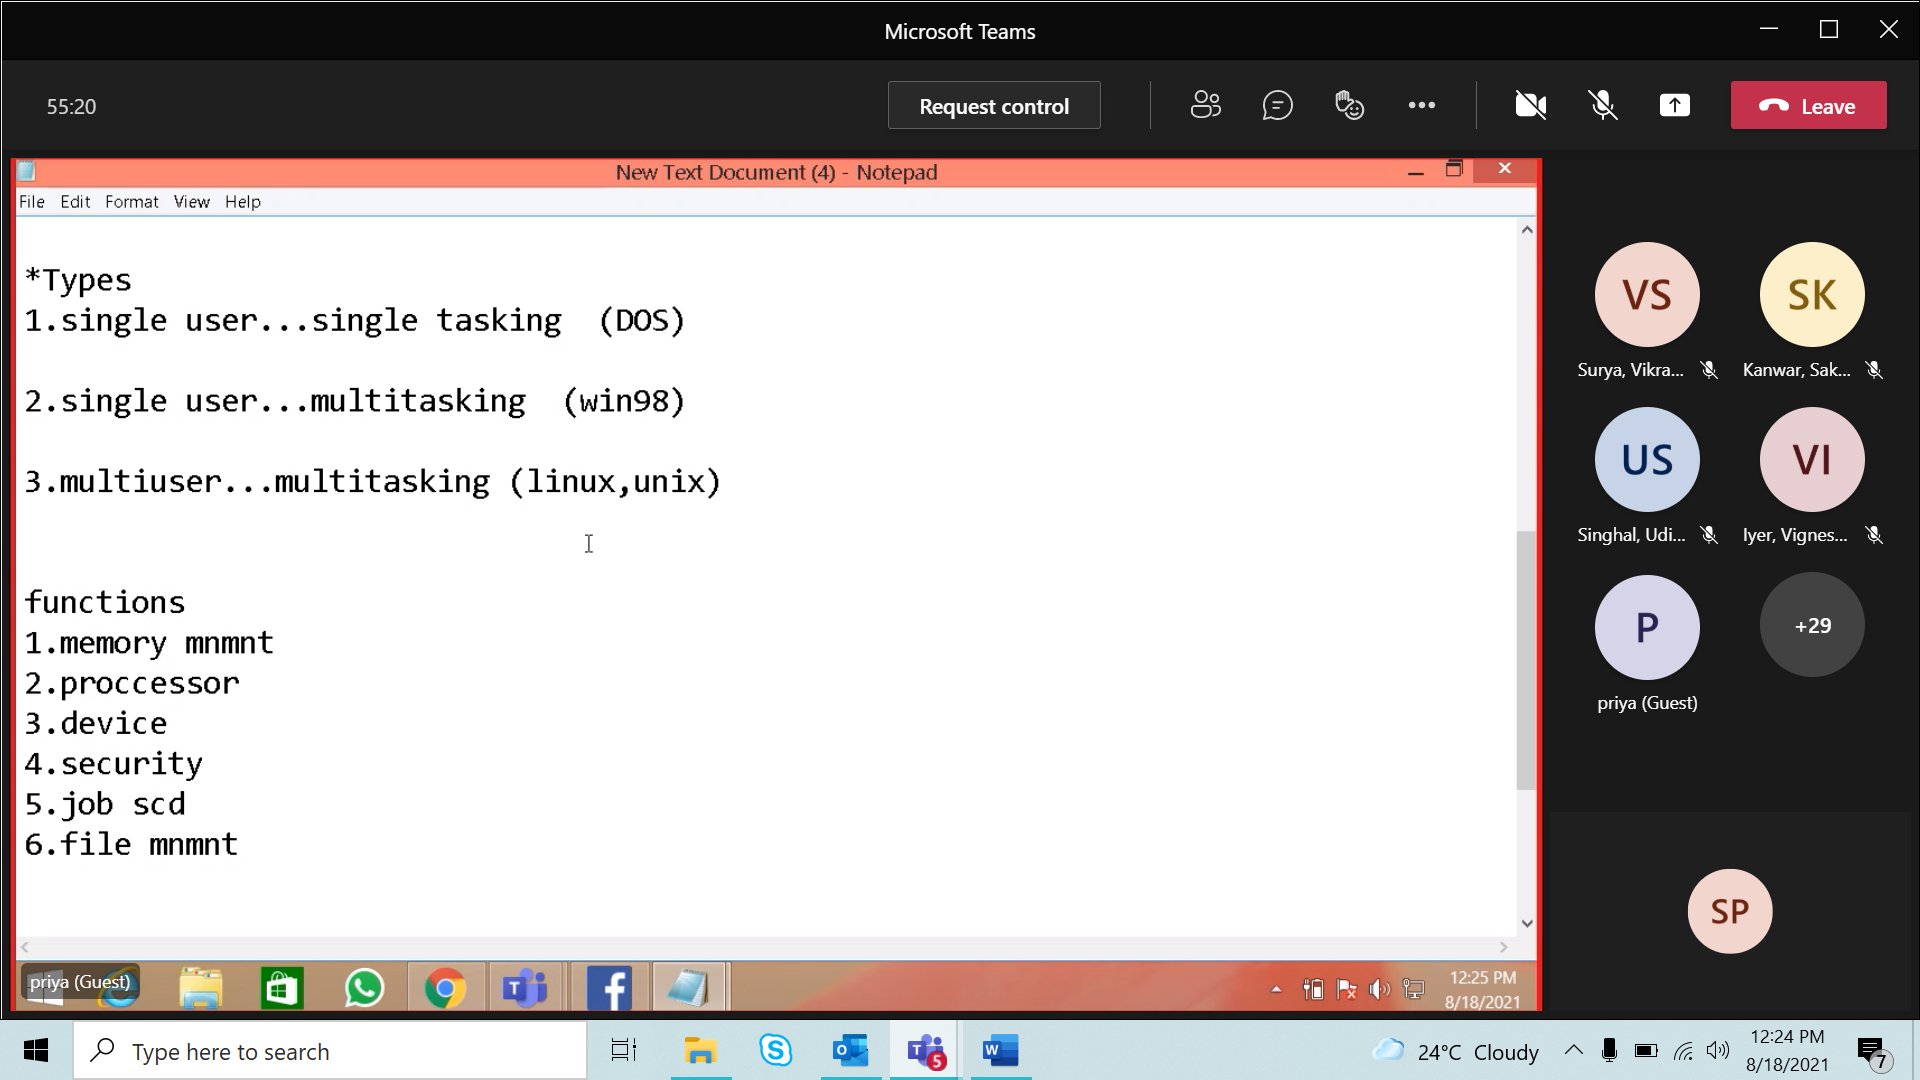 Microsoft Teams
55:20
Request control
Leave
New Text Document (4) - Notepad
File Edit Format View Help
*Types
1.single user...single tasking (DOS)
2.single user...multitasking (win98)
3.multiuser...multitasking (linux,unix)
functions
1.memory mnmnt
2.proccessor
3.device
4.security
5.job scd
6.file mnmnt
VS
SK
Surya, Vikra...
Kanwar, Sak...
US
VI
Singhal, Udi...
Iyer, Vignes...
P
+29
priya (Guest)
SP
priya (Guest)
12:25 PM
8/18/2021
Type here to search
5
24°C Cloudy
12:24 PM
8/18/2021
7